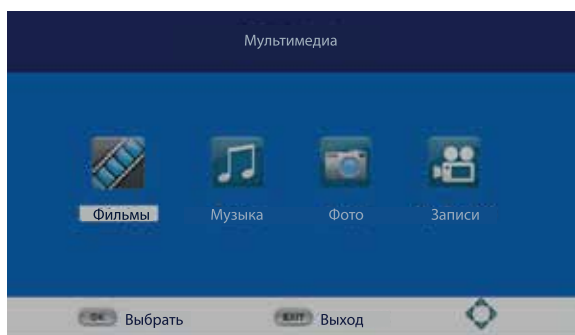 Мультимедиа
Фильмы Музыка Фото Записи
OK Выбрать EXIT Выход